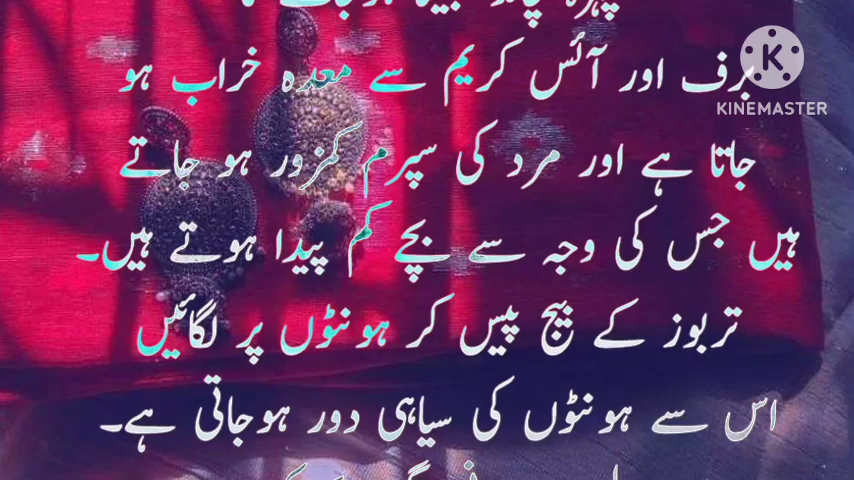 برف اور آئس کریم سے معدہ خراب ہو
KINEMASTER
جاتا ہے اور مرد کی سپرم کمزور ہو جاتے
ہیں جس کی وجہ سے بچے کم پیدا ہوتے ہیں۔
تربوز کے بیج پیس کر ہونٹوں پر لگائیں
اس سے ہونٹوں کی سیاہی دور ہوجاتی ہے۔